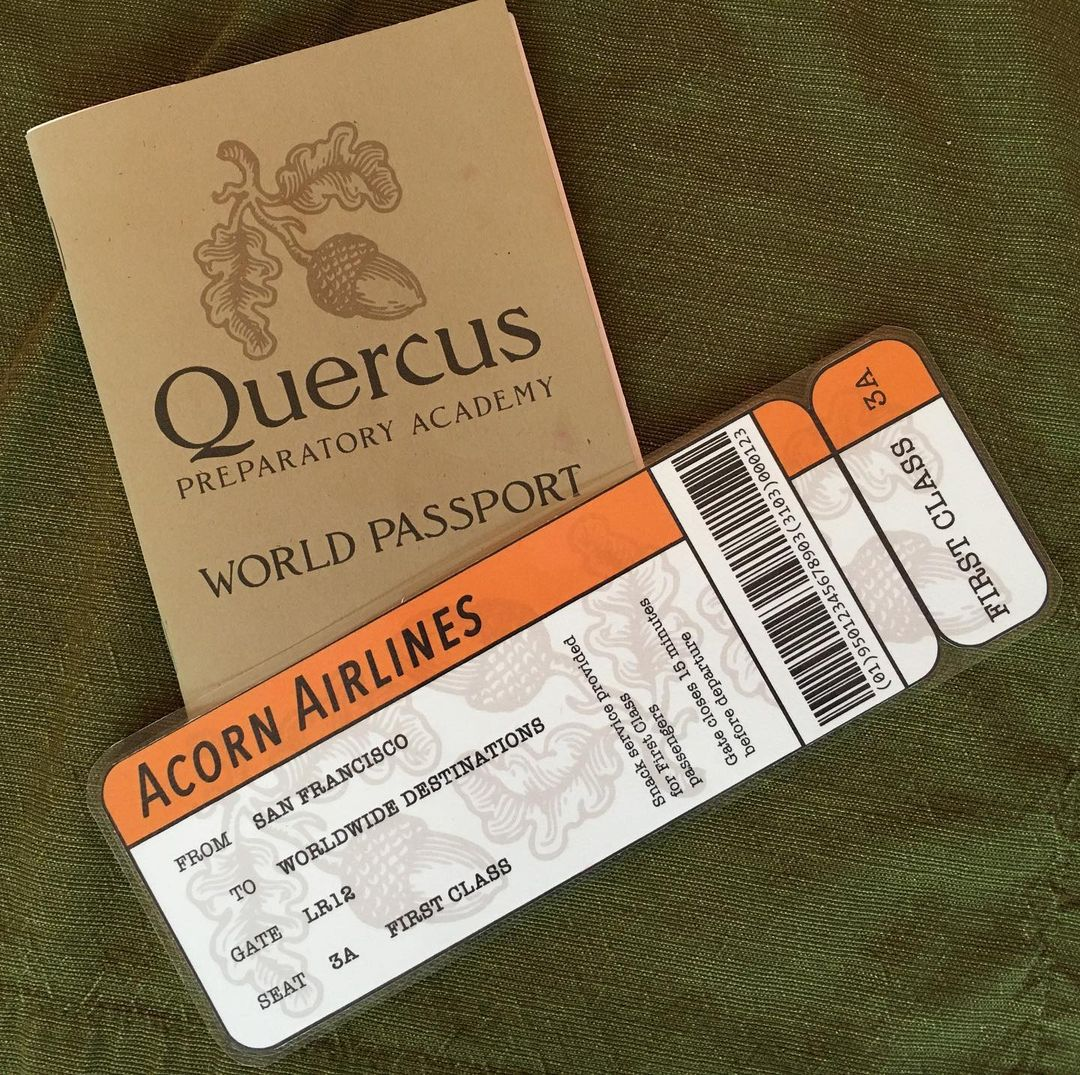 Quercus
PREPARATORY ACADEMY
WORLD PASSPORT
ACORN AIRLINES
FROM SAN FRANCISCO
TO WORLDWIDE DESTINATIONS
GATE LR12
SEAT 3A FIRST CLASS
Snack service provided
for First Class
passengers
Gate closes 15 minutes
before departure
(01)95012345678903(3103)000123
3A
FIRST CLASS